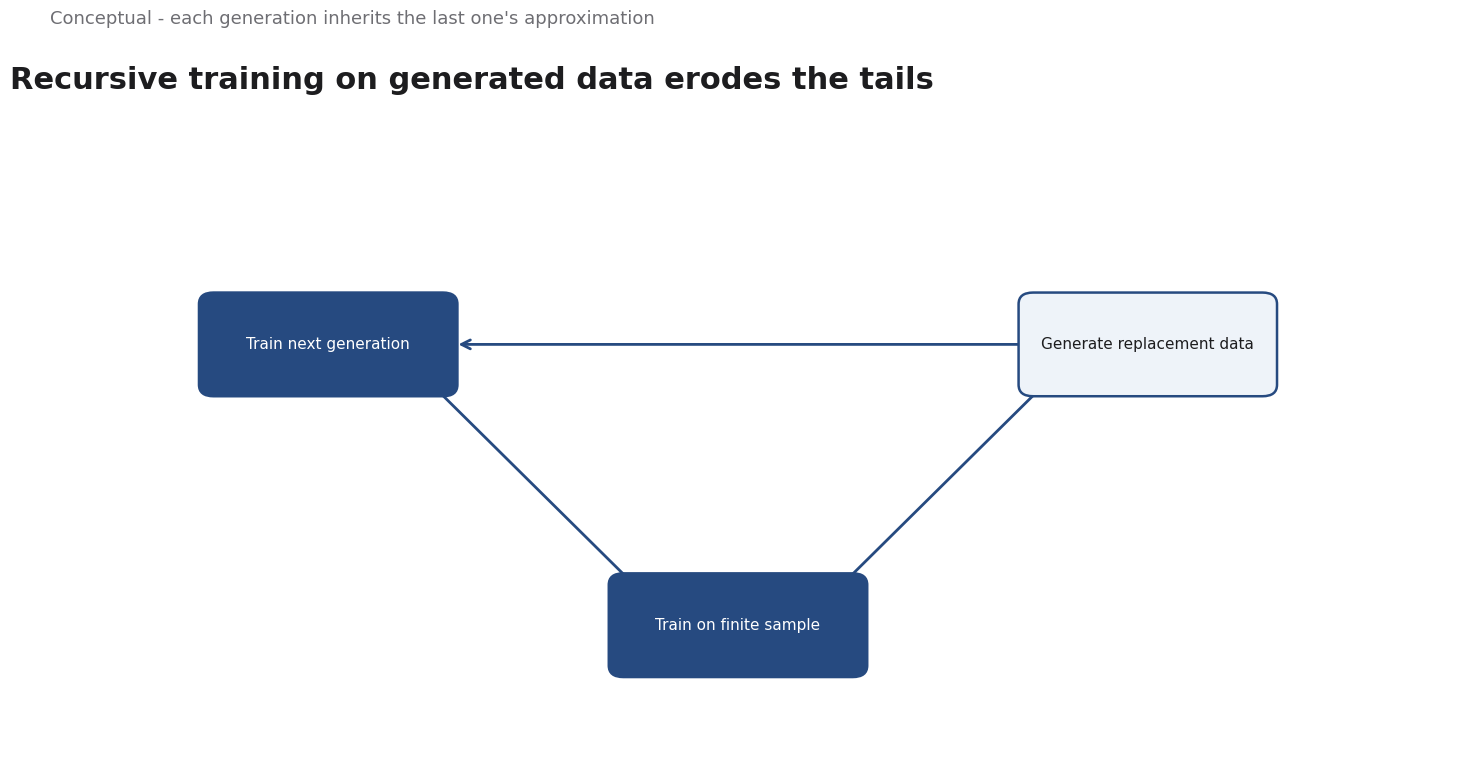 Conceptual - each generation inherits the last one's approximation
Recursive training on generated data erodes the tails
Train next generation
Generate replacement data
Train on finite sample